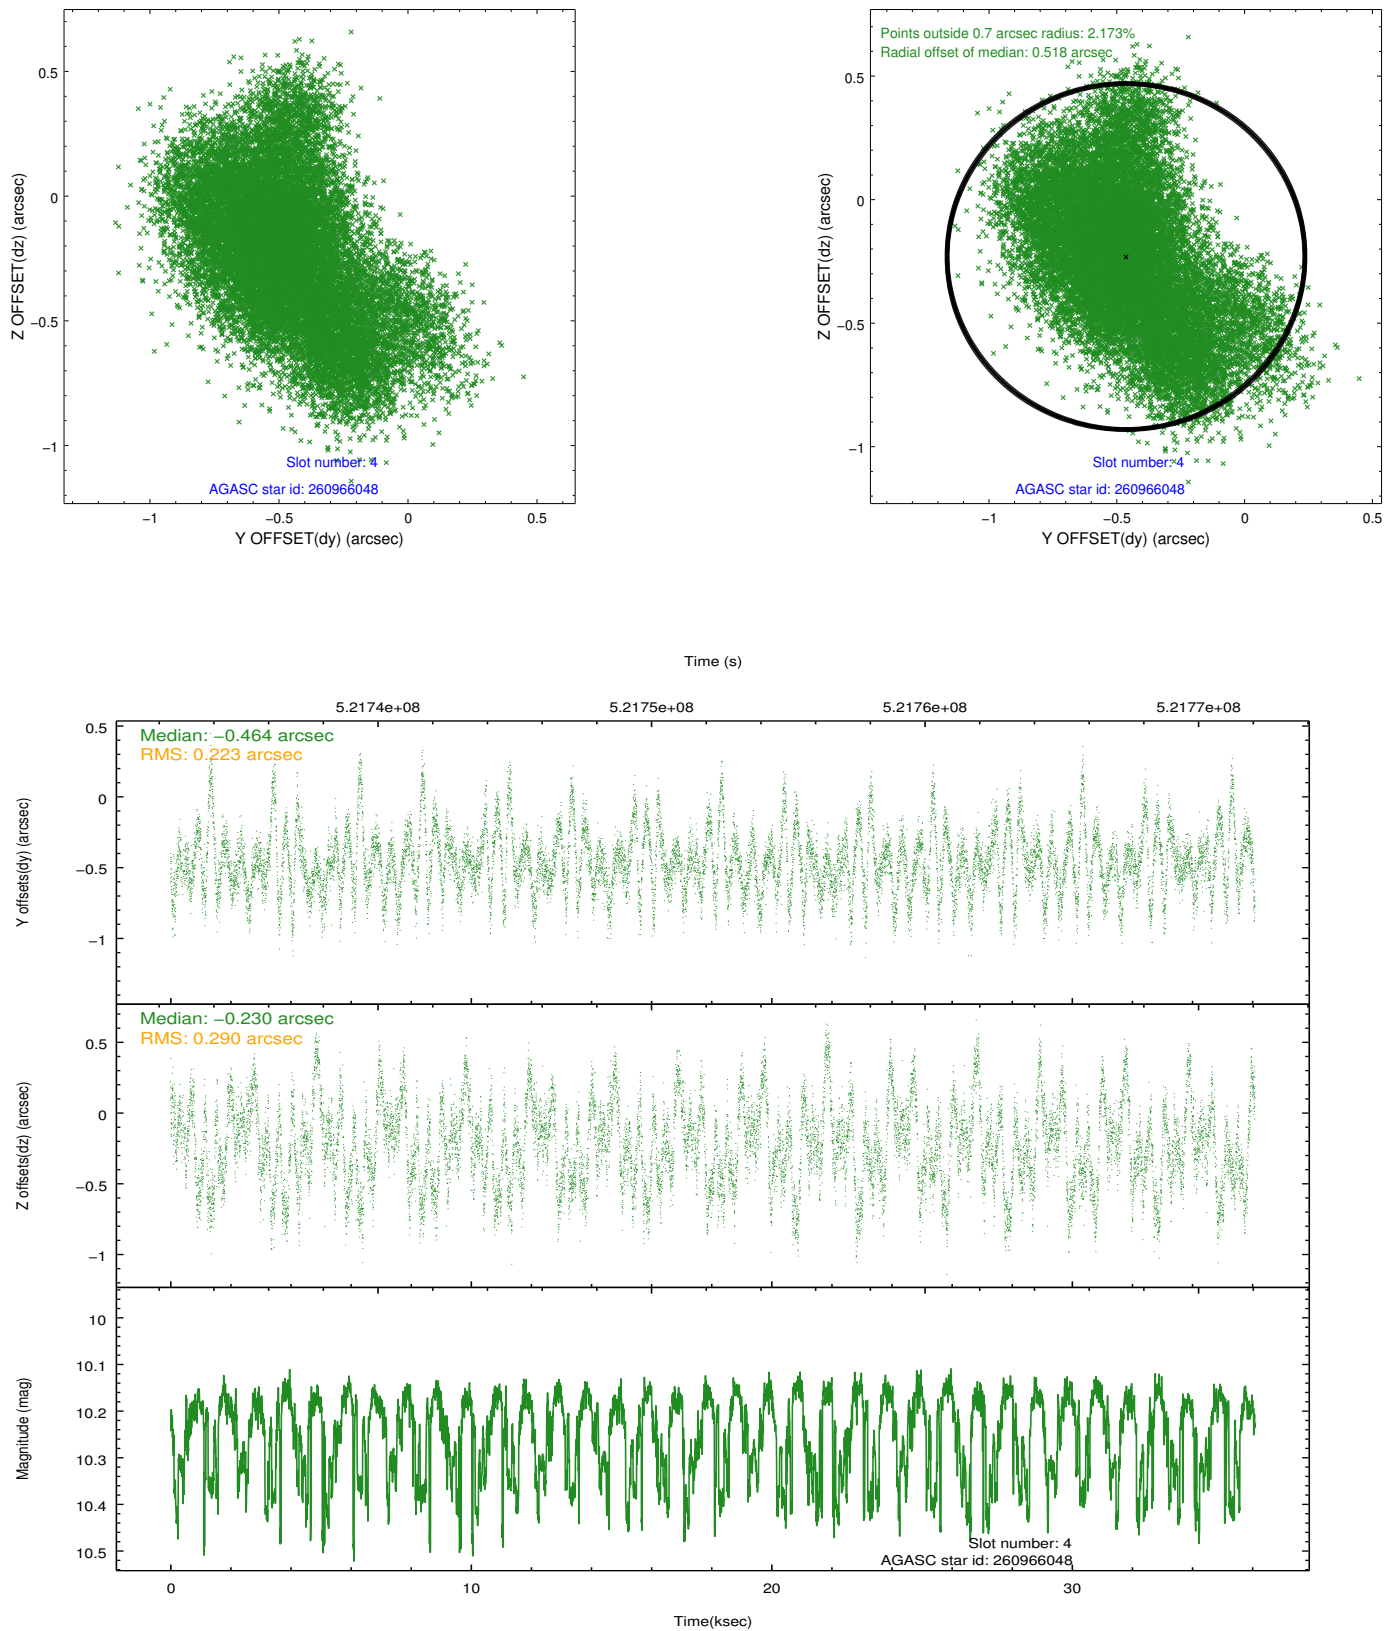 0.5
0
−0.5
−1
Z OFFSET(dz) (arcsec)
Slot number: 4
AGASC star id: 260966048
−1
−0.5
0
0.5
Y OFFSET(dy) (arcsec)
Points outside 0.7 arcsec radius: 2.173%
Radial offset of median: 0.518 arcsec
0.5
0
−0.5
−1
Z OFFSET(dz) (arcsec)
Slot number: 4
AGASC star id: 260966048
−1
−0.5
0
0.5
Y OFFSET(dy) (arcsec)
Time (s)
5.2174e+08
5.2175e+08
5.2176e+08
5.2177e+08
Median: −0.464 arcsec
RMS: 0.223 arcsec
0.5
0
−0.5
−1
Y offsets(dy) (arcsec)
Median: −0.230 arcsec
RMS: 0.290 arcsec
0.5
0
−0.5
−1
Z offsets(dz) (arcsec)
10
10.1
10.2
10.3
10.4
10.5
Magnitude (mag)
Slot number: 4
AGASC star id: 260966048
0
10
20
30
Time(ksec)